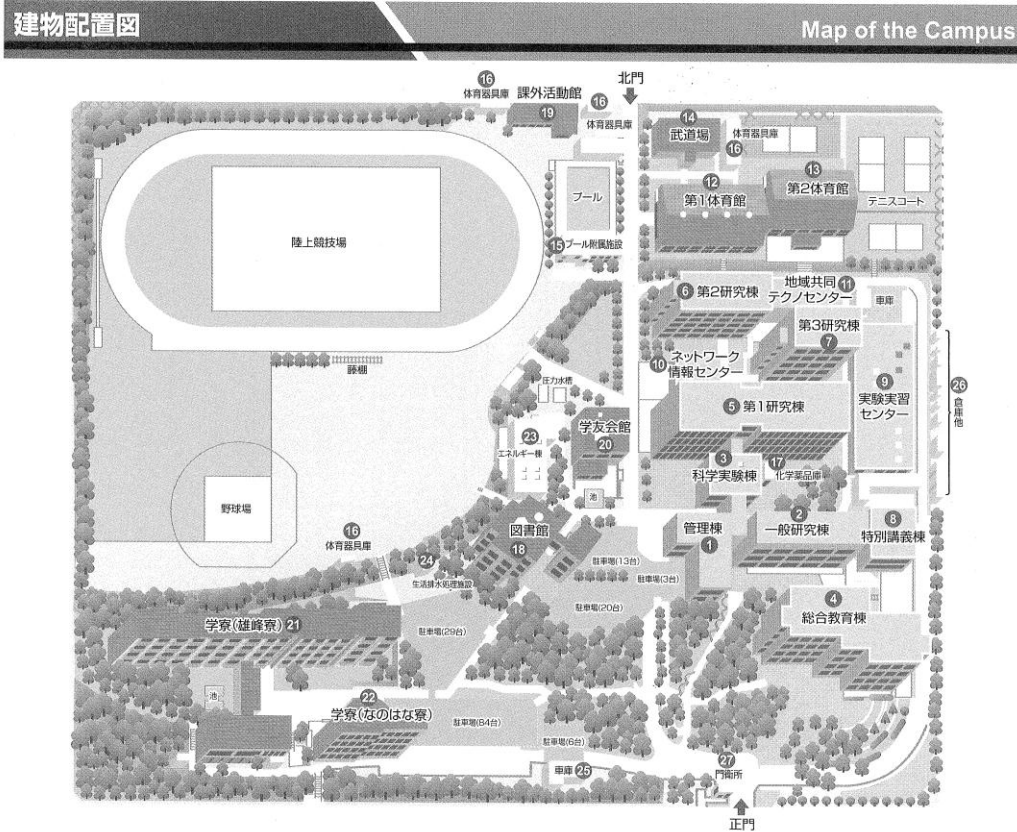 建物配置図
Map of the Campus
北門
16
体育器具庫
課外活動館
19
16
体育器具庫
14
武道場
体育器具庫
16
13
第2体育館
12
第1体育館
テニスコート
プール
15 プール附属施設
陸上競技場
6 第2研究棟
地域共同 11
テクノセンター
車庫
第3研究棟
7
10 ネットワーク
情報センター
9
実験実習
センター
26
倉庫他
藤棚
圧力水槽
5 第1研究棟
学友会館
20
23
エネルギー棟
3
科学実験棟
17
化学薬品庫
池
野球場
16
体育器具庫
図書館
18
管理棟
1
2
一般研究棟
8
特別講義棟
24
生活排水処理施設
駐車場(13台)
駐車場(3台)
駐車場(20台)
駐車場(29台)
4
総合教育棟
学寮(雄峰寮) 21
池
22
学寮(なのはな寮)
駐車場(84台)
駐車場(6台)
車庫 25
27
門衛所
正門